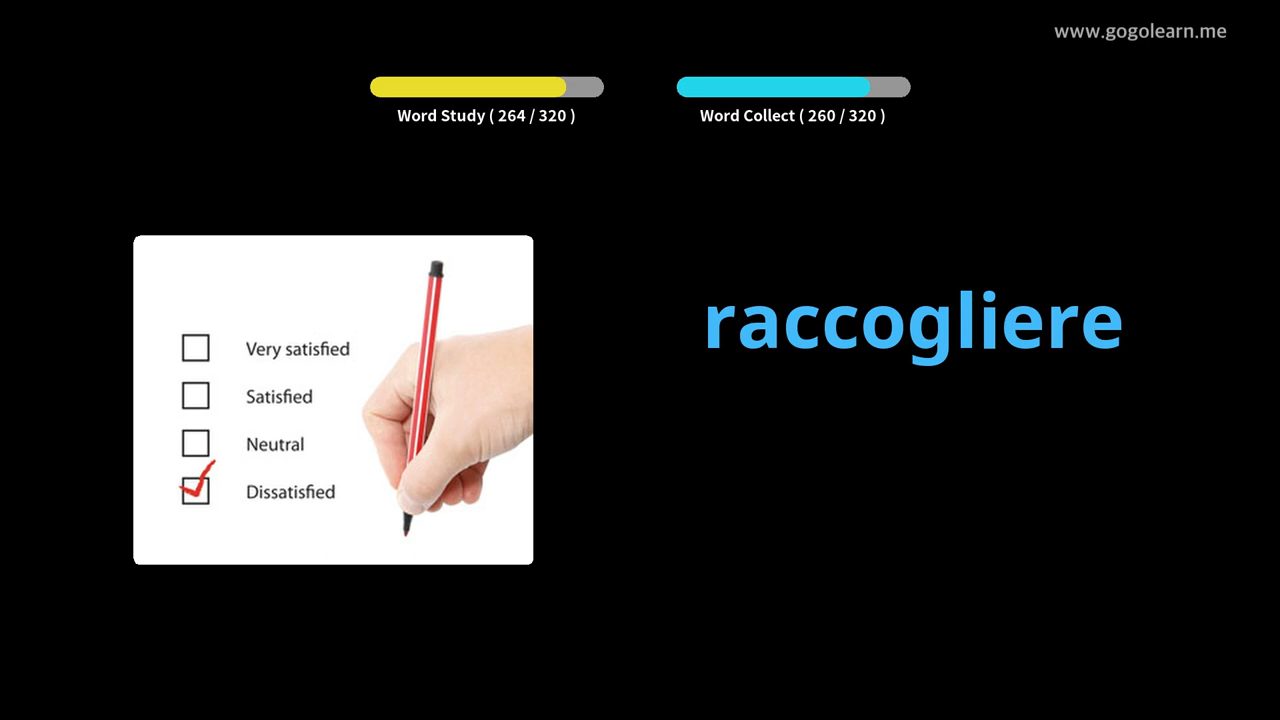 www.gogolearn.me
Word Study ( 264 / 320 )
Word Collect ( 260 / 320 )
Very satisfied
Satisfied
Neutral
Dissatisfied
raccogliere